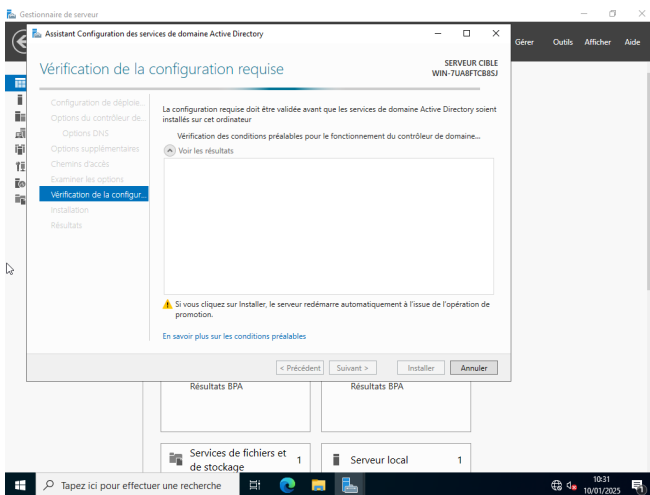 Gestionnaire de serveur
Gérer Outils Afficher Aide
Assistant Configuration des services de domaine Active Directory
Vérification de la configuration requise
SERVEUR CIBLE
WIN-7UA8FTCB8SJ
Configuration de déploie...
Options du contrôleur de...
Options DNS
Options supplémentaires
Chemins d'accès
Examiner les options
Vérification de la configur...
Installation
Résultats
La configuration requise doit être validée avant que les services de domaine Active Directory soient
installés sur cet ordinateur
Vérification des conditions préalables pour le fonctionnement du contrôleur de domaine...
Voir les résultats
Si vous cliquez sur Installer, le serveur redémarre automatiquement à l'issue de l'opération de
promotion.
En savoir plus sur les conditions préalables
< Précédent Suivant > Installer Annuler
Résultats BPA Résultats BPA
Services de fichiers et
de stockage 1
Serveur local 1
Tapez ici pour effectuer une recherche
10:31
10/01/2025
1